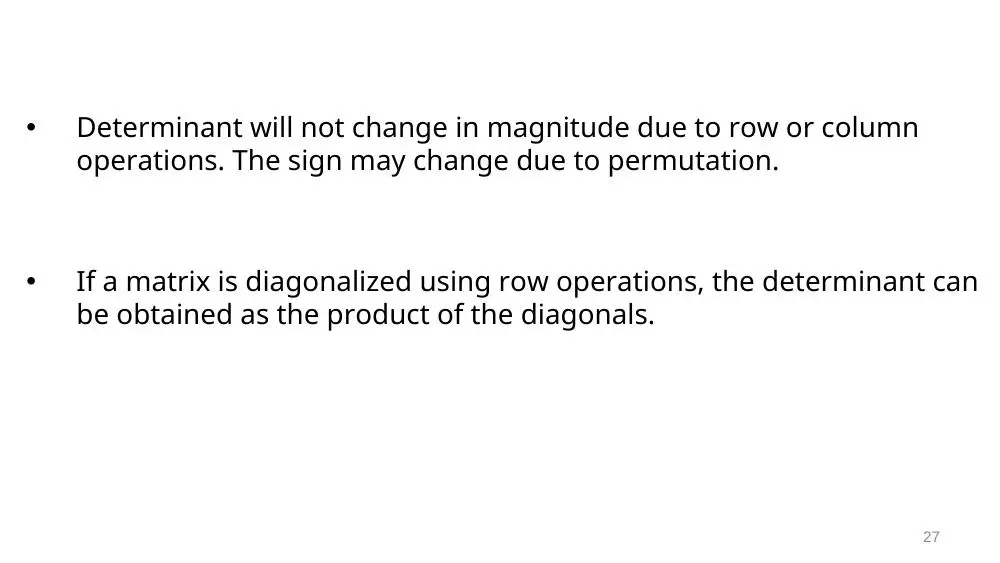 • Determinant will not change in magnitude due to row or column
operations. The sign may change due to permutation.
• If a matrix is diagonalized using row operations, the determinant can
be obtained as the product of the diagonals.
27